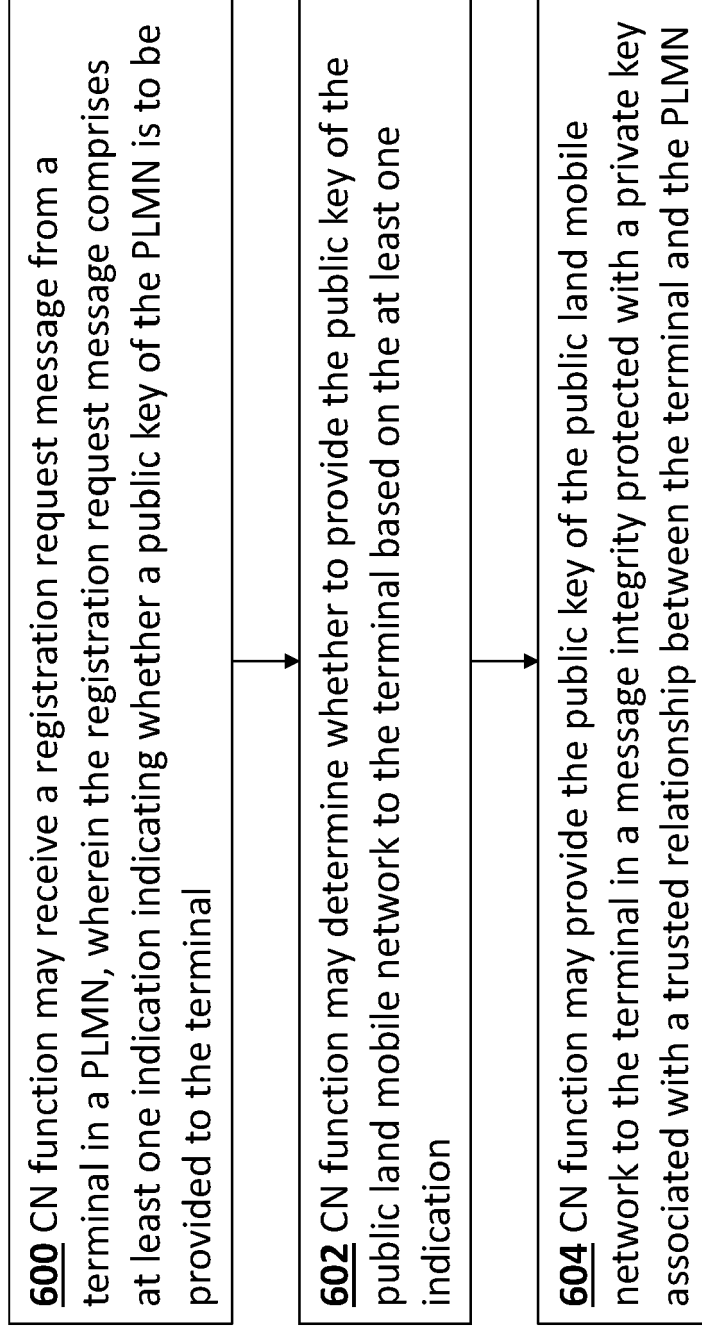 600 CN function may receive a registration request message from a
terminal in a PLMN, wherein the registration request message comprises
at least one indication indicating whether a public key of the PLMN is to be
provided to the terminal
602 CN function may determine whether to provide the public key of the
public land mobile network to the terminal based on the at least one
indication
604 CN function may provide the public key of the public land mobile
network to the terminal in a message integrity protected with a private key
associated with a trusted relationship between the terminal and the PLMN